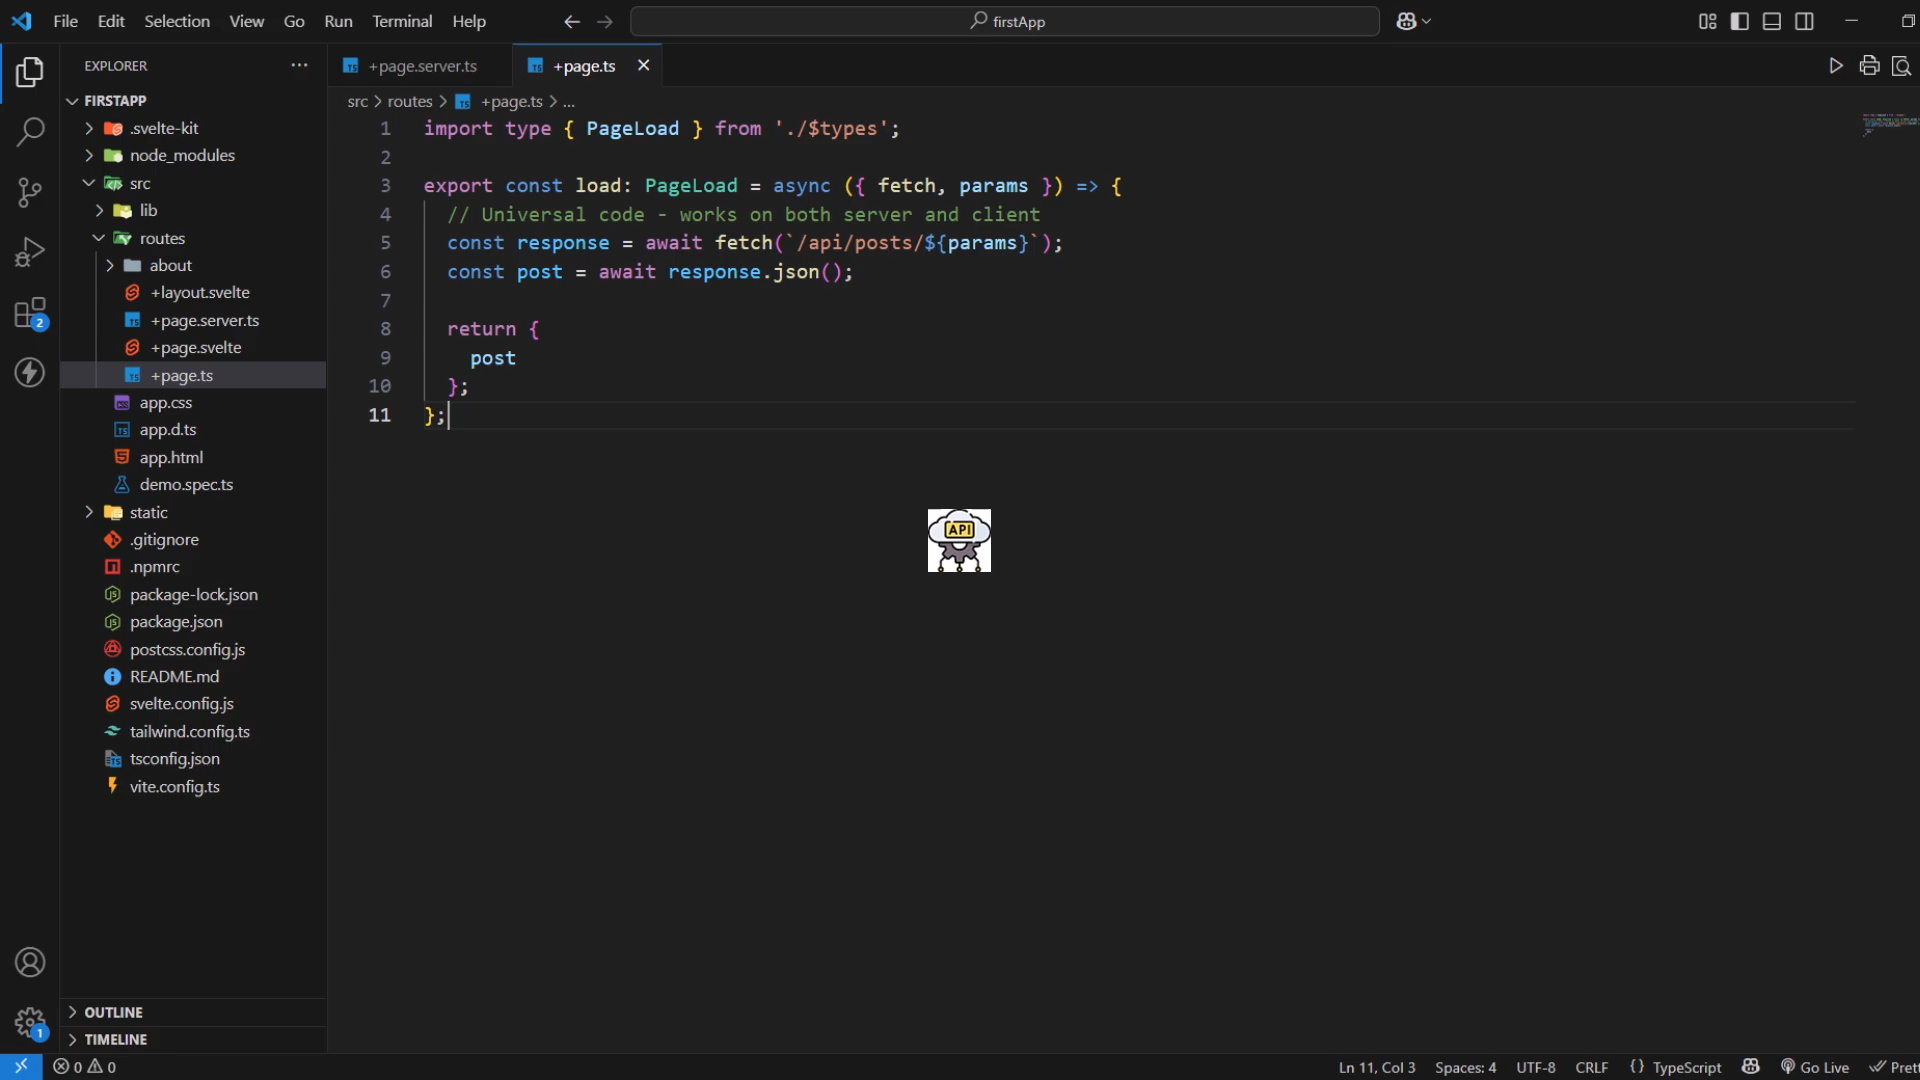 File Edit Selection View Go Run Terminal Help
firstApp
EXPLORER
FIRSTAPP
.svelte-kit
node_modules
src
lib
routes
about
+layout.svelte
+page.server.ts
+page.svelte
+page.ts
app.css
app.d.ts
app.html
demo.spec.ts
static
.gitignore
.npmrc
package-lock.json
package.json
postcss.config.js
README.md
svelte.config.js
tailwind.config.ts
tsconfig.json
vite.config.ts
OUTLINE
TIMELINE
2
1
+page.server.ts
+page.ts
src > routes > +page.ts > ...
1 import type { PageLoad } from './$types';
2
3 export const load: PageLoad = async ({ fetch, params }) => {
4 // Universal code - works on both server and client
5 const response = await fetch(`/api/posts/${params}`);
6 const post = await response.json();
7
8 return {
9 post
10 };
11 };
API
0 0
Ln 11, Col 3 Spaces: 4 UTF-8 CRLF {} TypeScript Go Live Prett